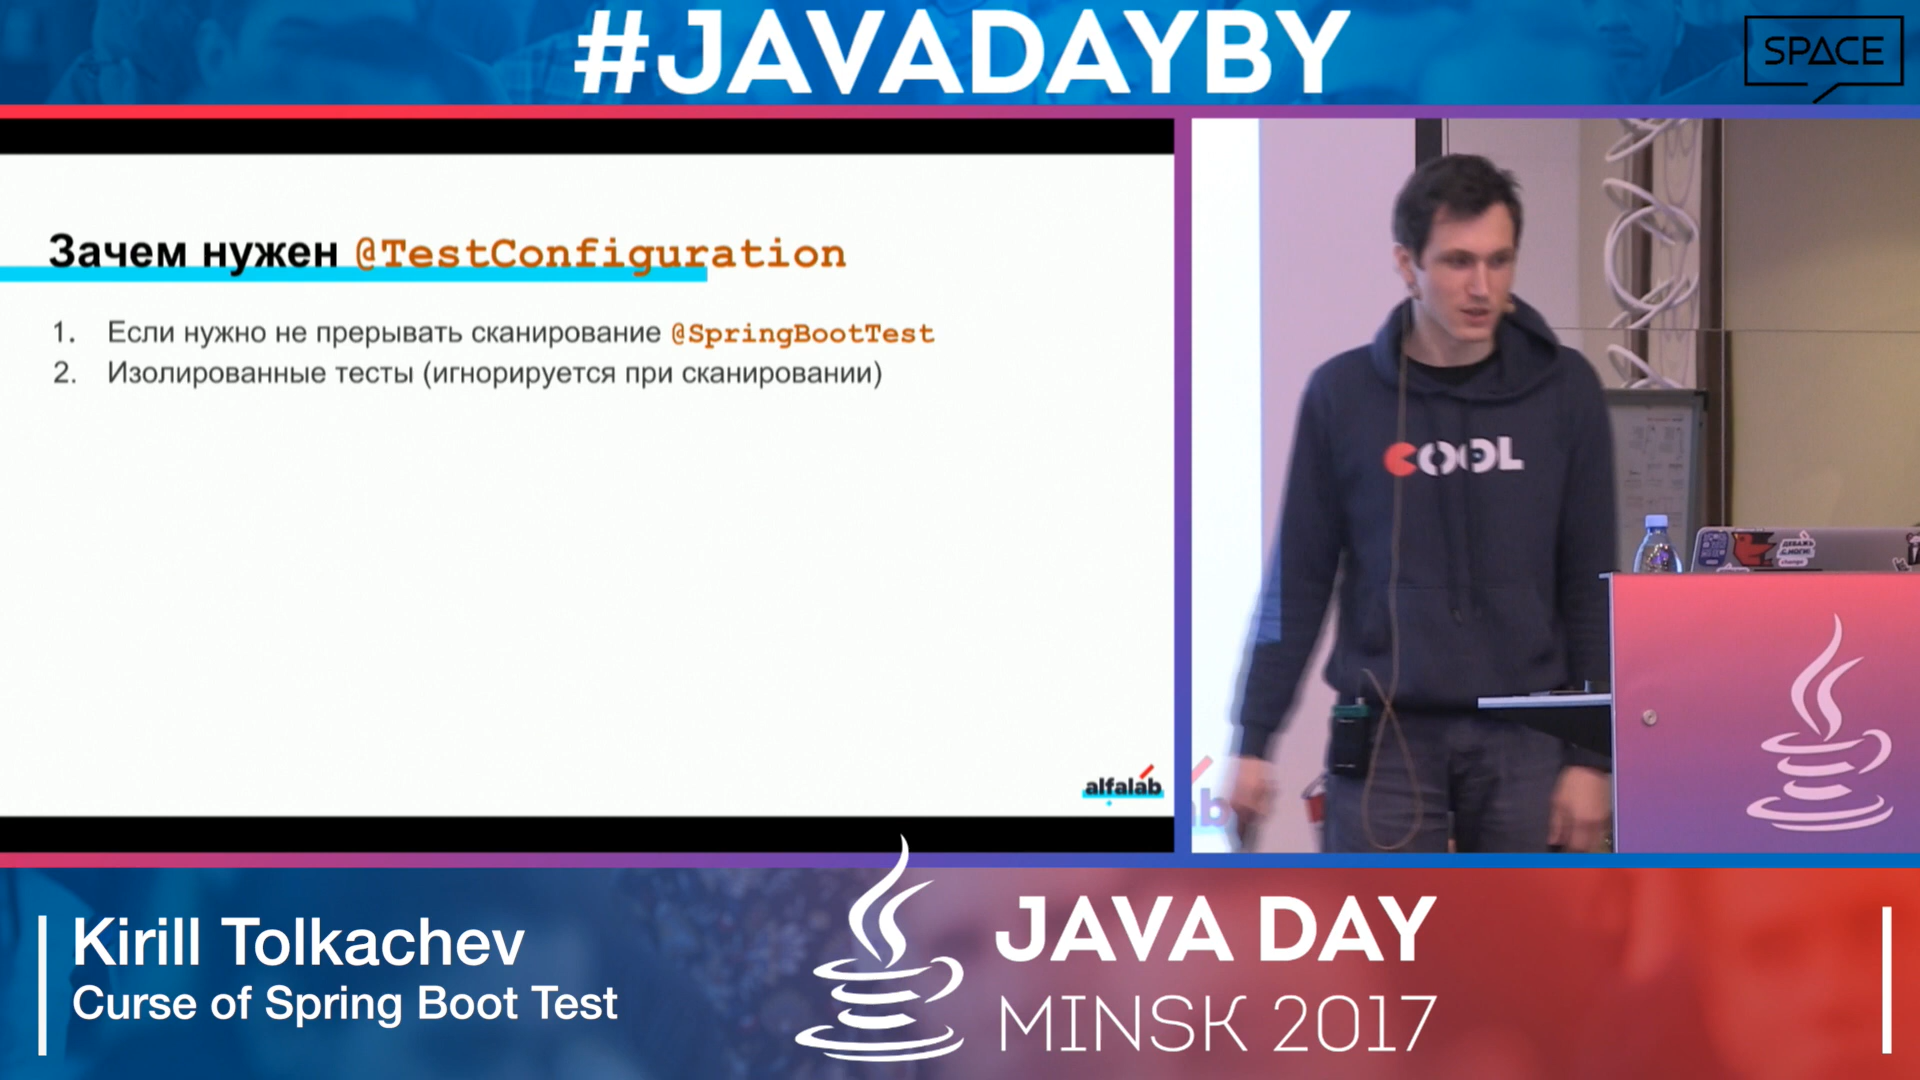 #JAVADAYBY
SPACE
Зачем нужен @TestConfiguration
1. Если нужно не прерывать сканирование @SpringBootTest
2. Изолированные тесты (игнорируется при сканировании)
alfalab
COOL
ab
Kirill Tolkachev
Curse of Spring Boot Test
JAVA DAY
MINSK 2017